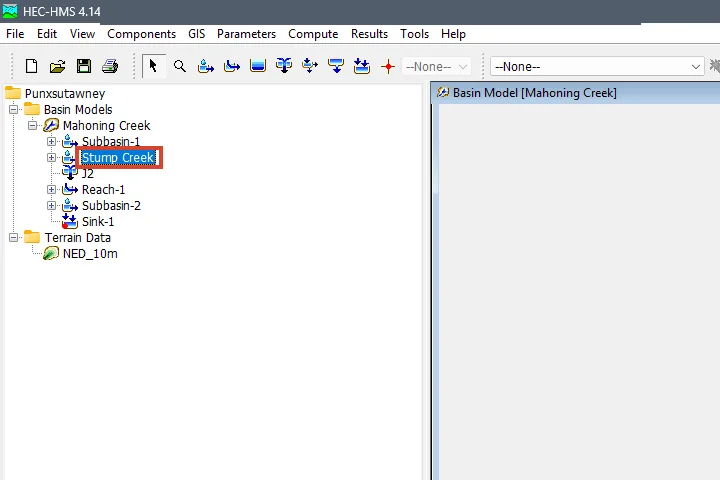 HEC-HMS 4.14
File Edit View Components GIS Parameters Compute Results Tools Help
--None-- --None--
Punxsutawney
Basin Models
Mahoning Creek
Subbasin-1
Stump Creek
J2
Reach-1
Subbasin-2
Sink-1
Terrain Data
NED_10m
Basin Model [Mahoning Creek]